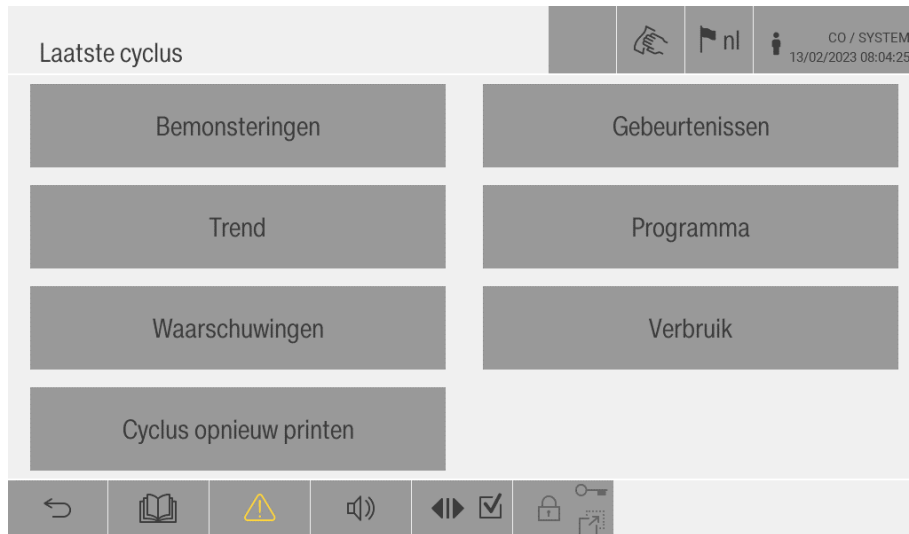 Laatste cyclus
nl
CO / SYSTEM
13/02/2023 08:04:25
Bemonsteringen
Gebeurtenissen
Trend
Programma
Waarschuwingen
Verbruik
Cyclus opnieuw printen